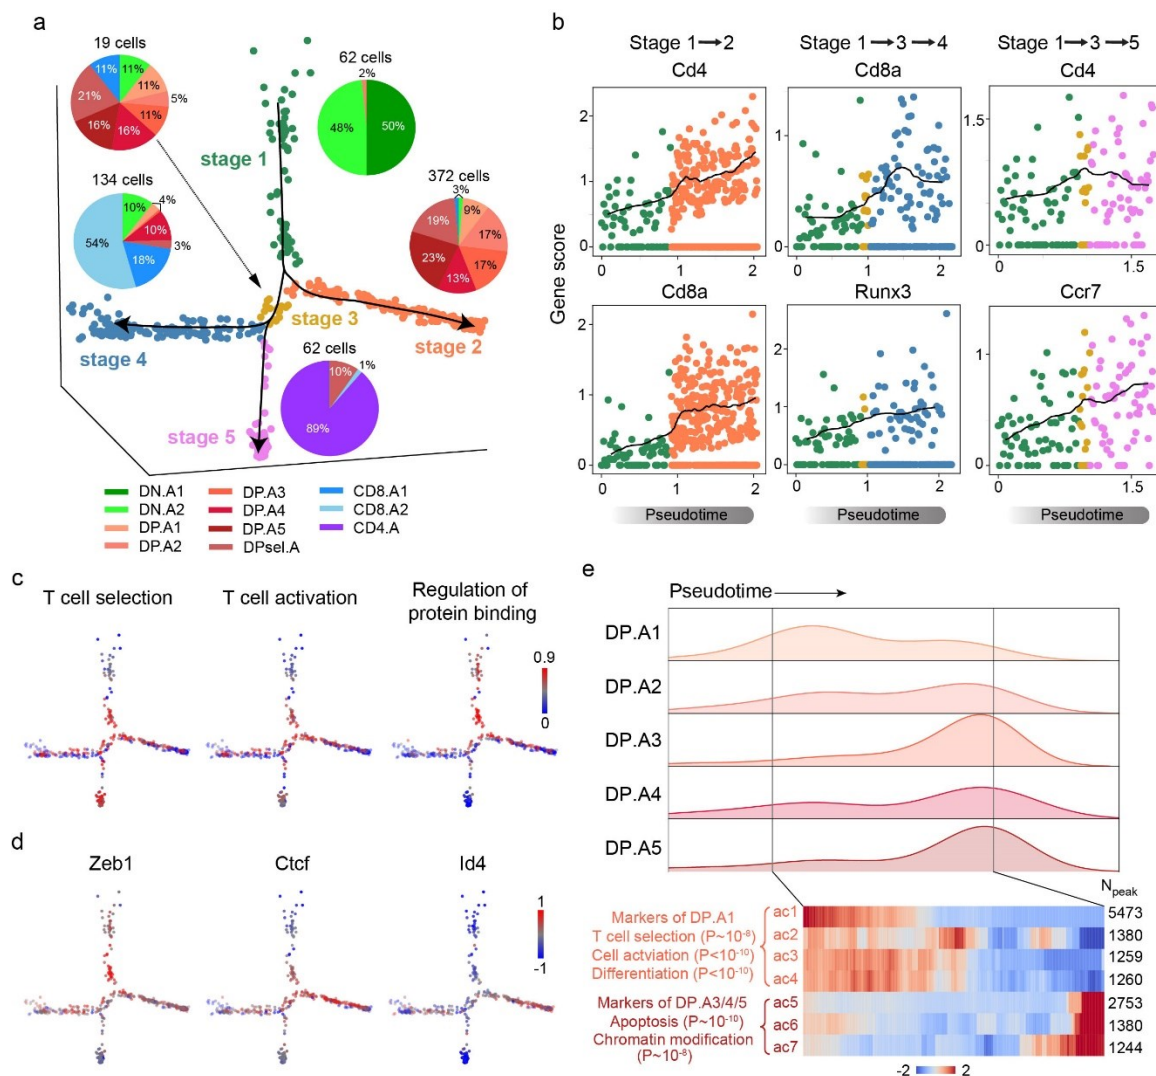 a
19 cells
11%
11%
11%
5%
11%
16%
16%
21%
62 cells
2%
48%
50%
stage 1
134 cells
10%
4%
10%
3%
18%
54%
372 cells
3%
9%
17%
17%
13%
23%
19%
stage 3
stage 2
stage 4
62 cells
10%
1%
89%
stage 5
DN.A1
DN.A2
DP.A1
DP.A2
DP.A3
DP.A4
DP.A5
DPsel.A
CD8.A1
CD8.A2
CD4.A
b
Stage 1 → 2
Stage 1 → 3 → 4
Stage 1 → 3 → 5
Cd4
Cd8a
Cd4
2
1
0
0 1 2
1
0
0 1 2
1.5
0
0 1.5
Gene score
Cd8a
Runx3
Ccr7
2
1
0
0 1 2
2
1
0
0 1 2
1
0
0 1.5
Pseudotime
Pseudotime
Pseudotime
c
T cell selection
T cell activation
Regulation of
protein binding
0.9
0
d
Zeb1
Ctcf
Id4
1
-1
e
Pseudotime
DP.A1
DP.A2
DP.A3
DP.A4
DP.A5
Npeak
Markers of DP.A1
T cell selection (P~10-8)
Cell actviation (P<10-10)
Differentiation (P<10-10)
ac1
ac2
ac3
ac4
5473
1380
1259
1260
Markers of DP.A3/4/5
Apoptosis (P~10-10)
Chromatin modification
(P~10-8)
ac5
ac6
ac7
2753
1380
1244
-2 2